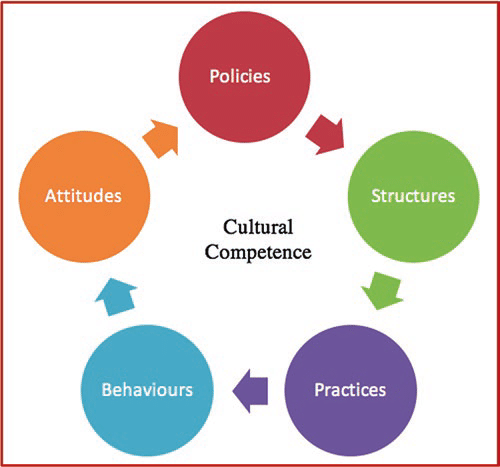 Policies
Structures
Practices
Behaviours
Attitudes
Cultural
Competence